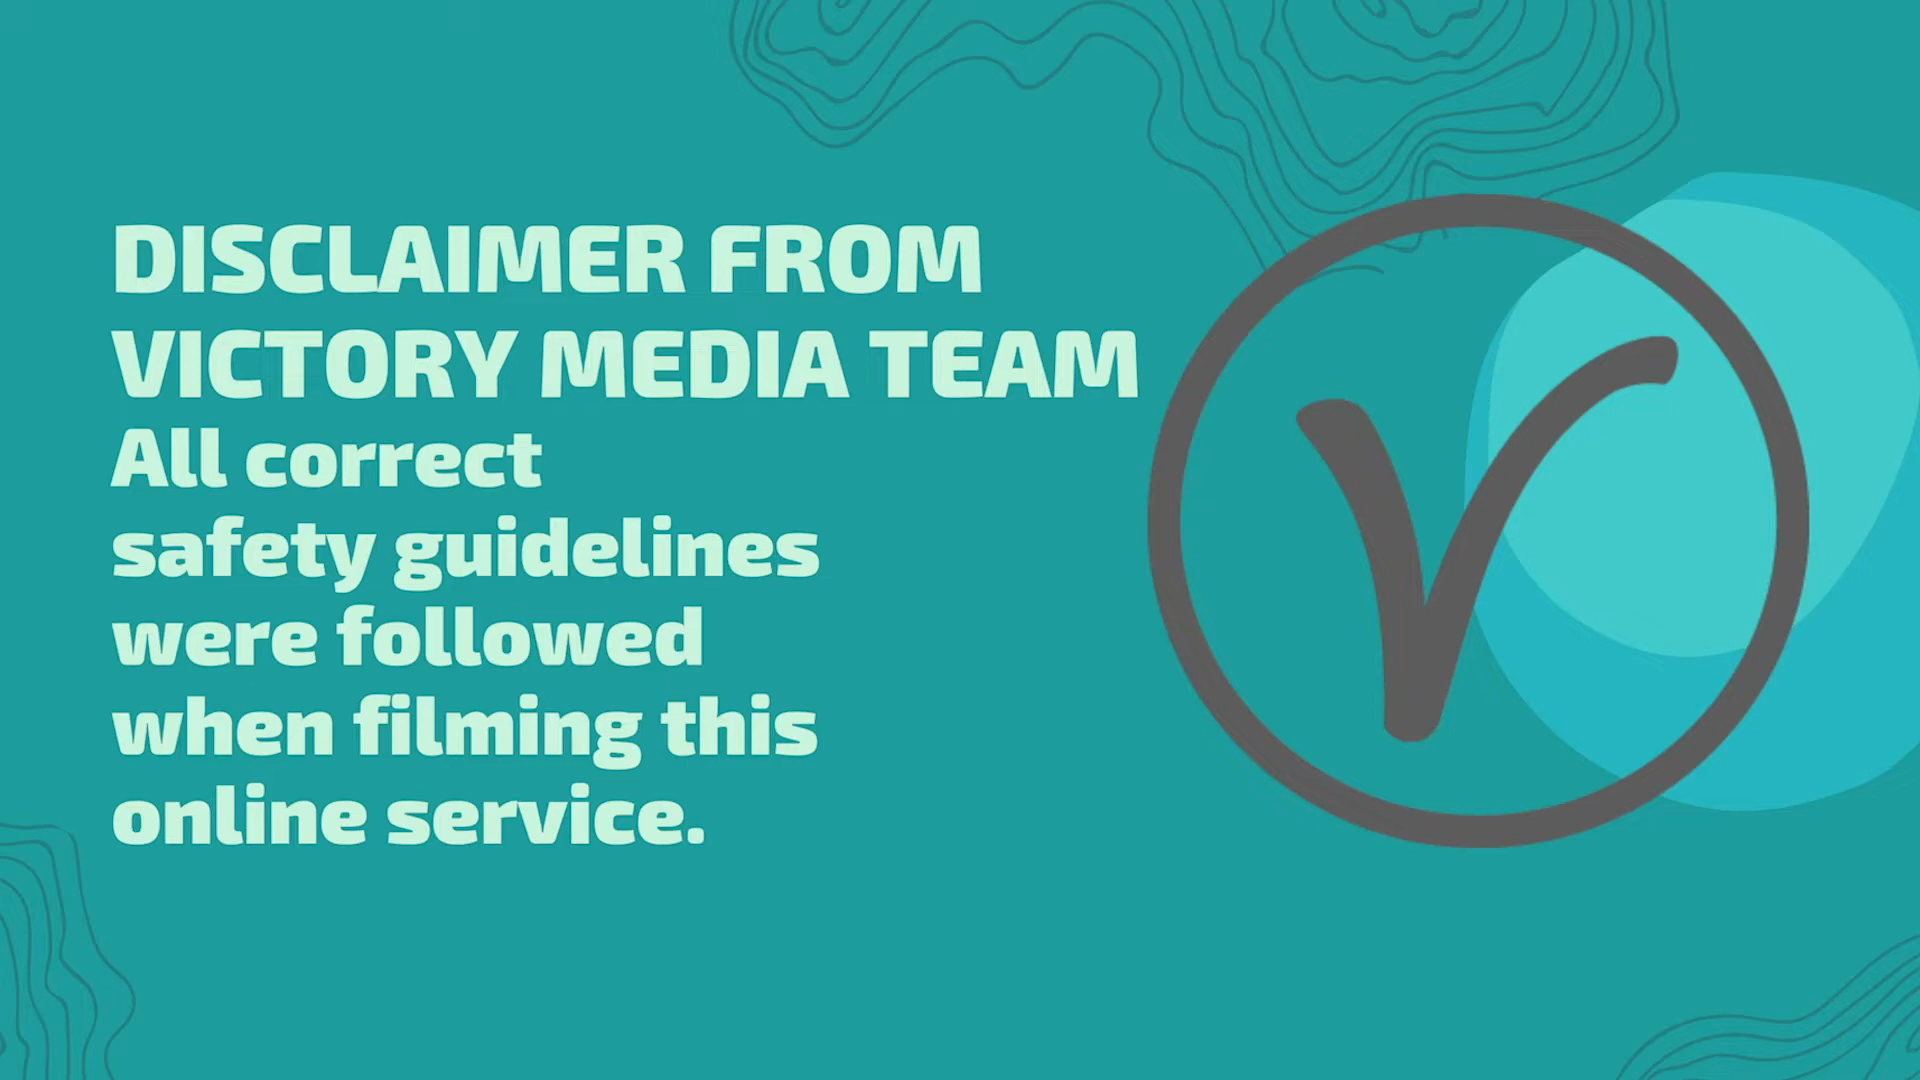 DISCLAIMER FROM
VICTORY MEDIA TEAM
All correct
safety guidelines
were followed
when filming this
online service.
V